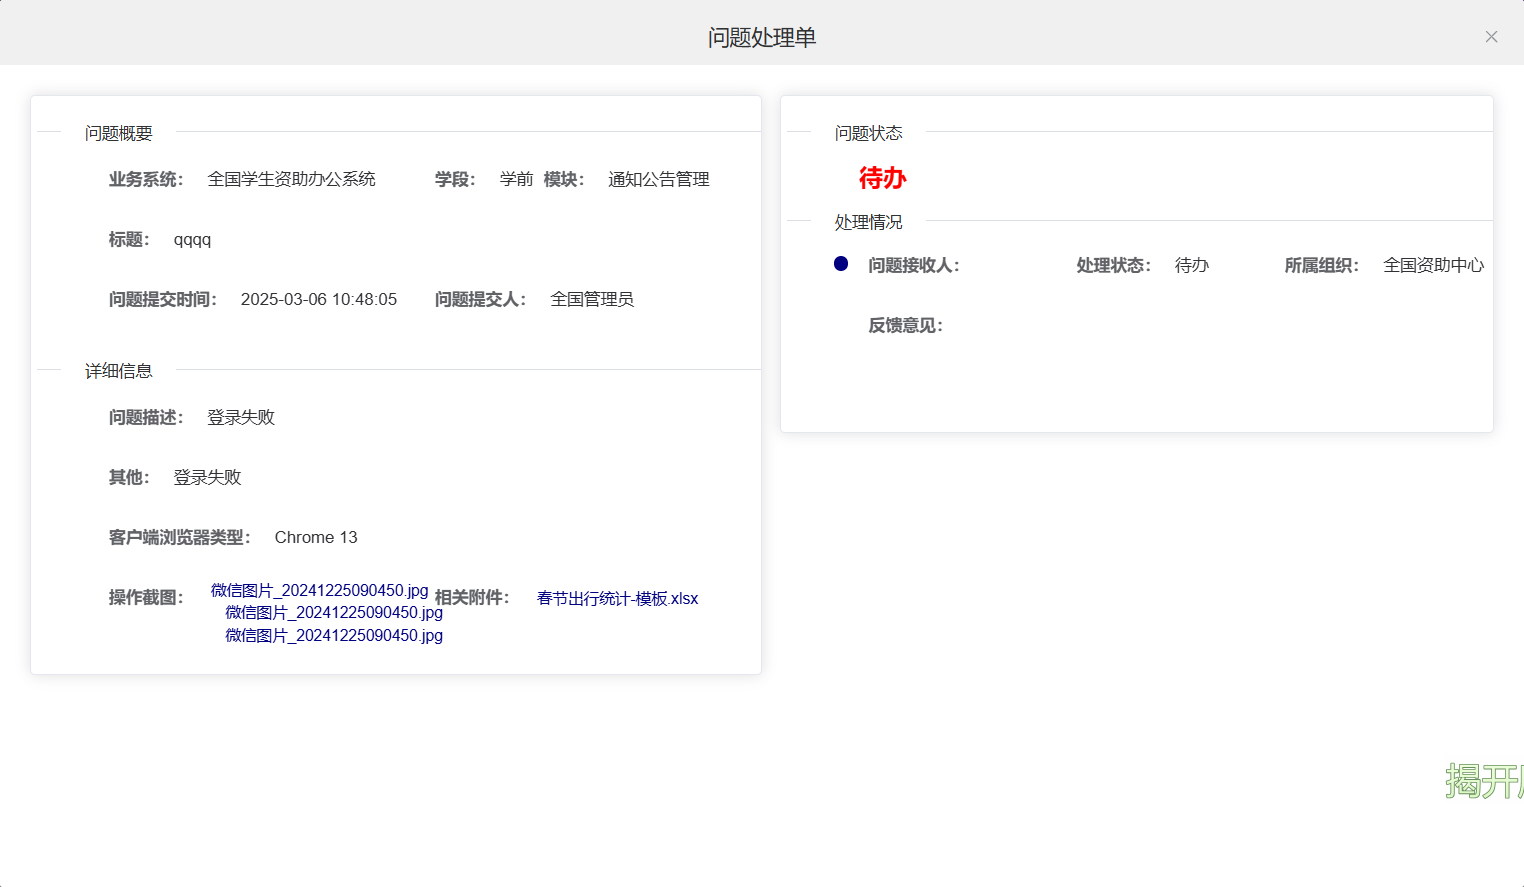 问题处理单
问题概要
业务系统： 全国学生资助办公系统 学段： 学前 模块： 通知公告管理
标题： qqqq
问题提交时间： 2025-03-06 10:48:05 问题提交人： 全国管理员
详细信息
问题描述： 登录失败
其他： 登录失败
客户端浏览器类型： Chrome 13
操作截图： 微信图片_20241225090450.jpg 相关附件： 春节出行统计-模板.xlsx
微信图片_20241225090450.jpg
微信图片_20241225090450.jpg
问题状态
待办
处理情况
问题接收人： 处理状态： 待办 所属组织： 全国资助中心
反馈意见：
揭开